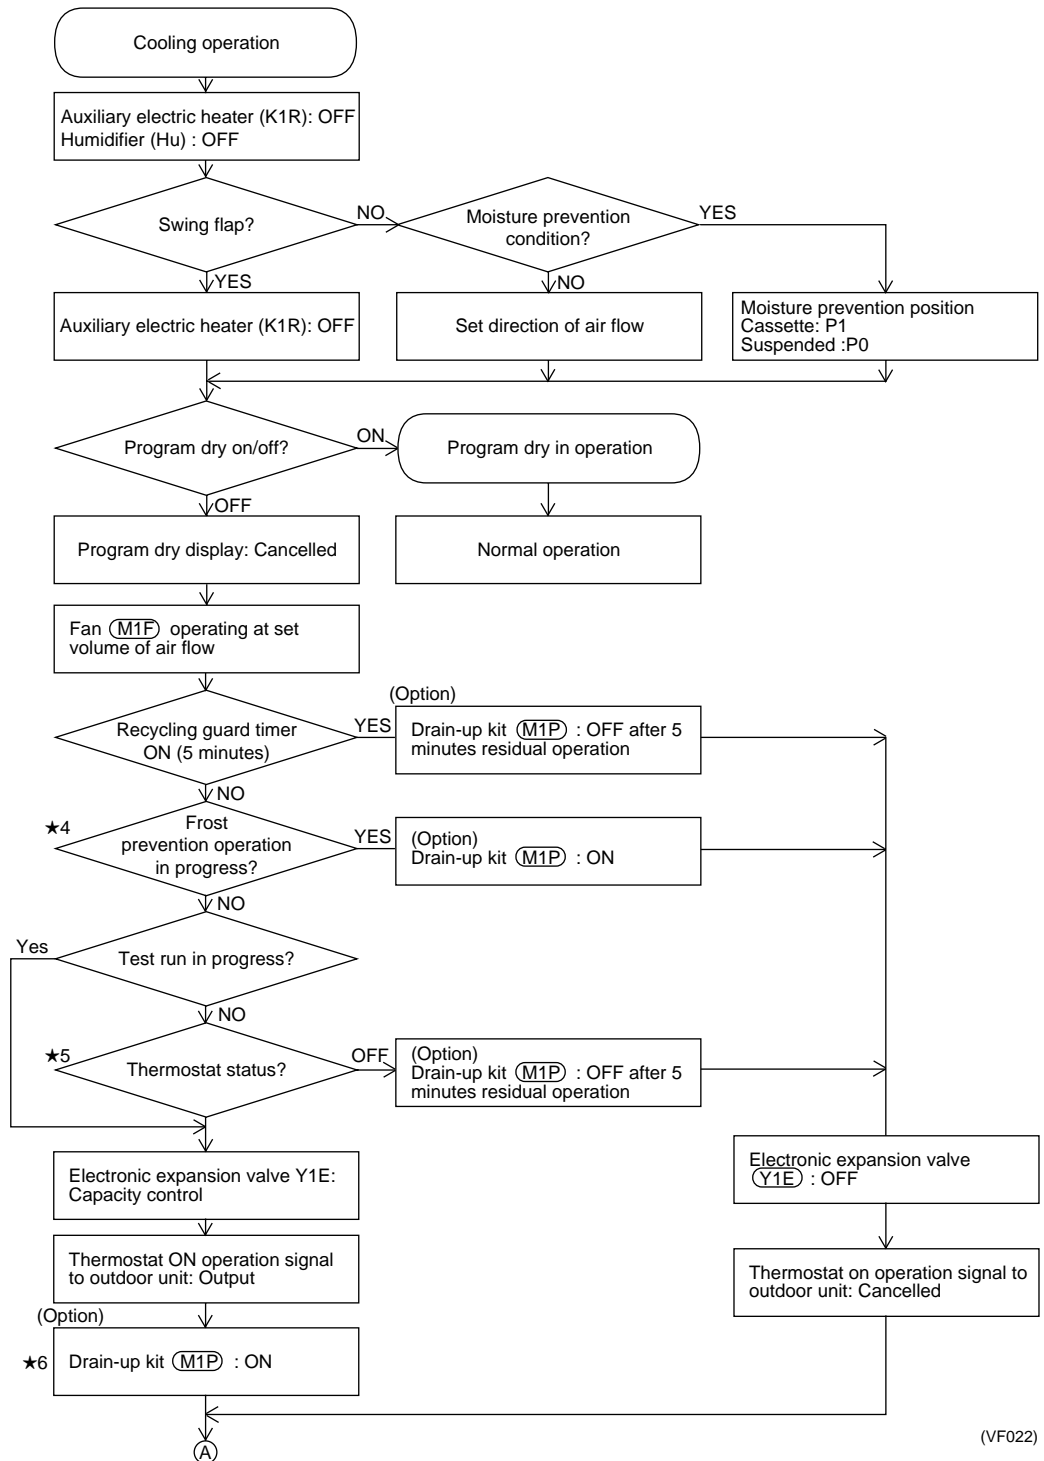 Cooling operation
Auxiliary electric heater (K1R): OFF
Humidifier (Hu) : OFF
Swing flap?
NO
Moisture prevention
condition?
YES
YES
NO
Auxiliary electric heater (K1R): OFF
Set direction of air flow
Moisture prevention position
Cassette: P1
Suspended :P0
Program dry on/off?
ON
Program dry in operation
OFF
Program dry display: Cancelled
Normal operation
Fan M1F operating at set
volume of air flow
Recycling guard timer
ON (5 minutes)
YES
(Option)
Drain-up kit M1P : OFF after 5
minutes residual operation
NO
★4
Frost
prevention operation
in progress?
YES
(Option)
Drain-up kit M1P : ON
NO
Yes
Test run in progress?
NO
★5
Thermostat status?
OFF
(Option)
Drain-up kit M1P : OFF after 5
minutes residual operation
Electronic expansion valve Y1E:
Capacity control
Electronic expansion valve
Y1E : OFF
Thermostat ON operation signal
to outdoor unit: Output
Thermostat on operation signal to
outdoor unit: Cancelled
(Option)
★6
Drain-up kit M1P : ON
A
(VF022)